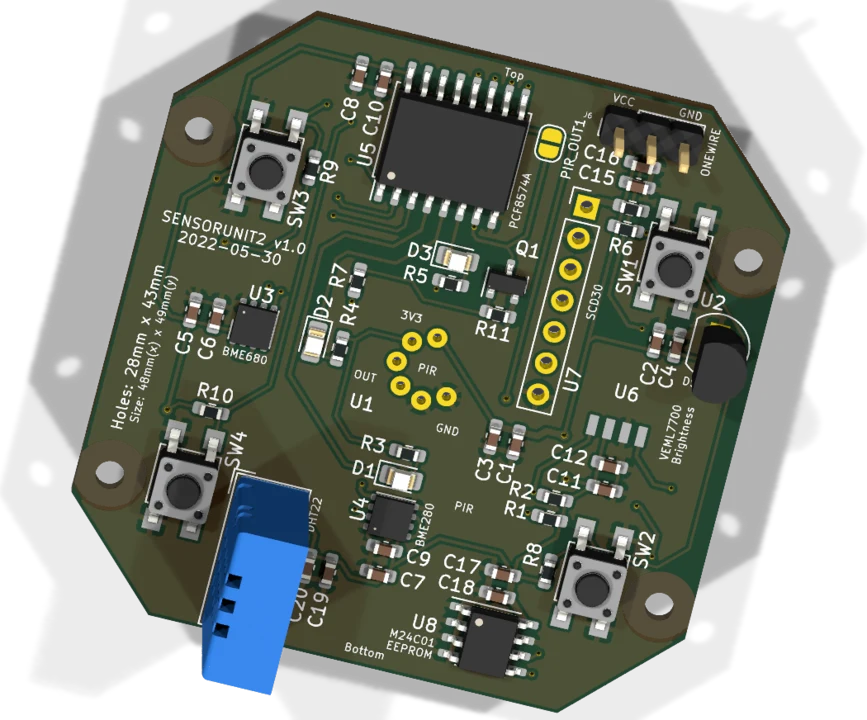 Top
VCC
GND
J6
ONEWIRE
C8
C10
U5
PCF8574A
PIR_OUT1
C16
C15
R9
SW3
R6
SW1
SENSORUNIT2_v1.0
2022-05-30
D3
R5
Q1
SCD30
U2
R7
D2
R4
U3
C5
C6
BME680
R11
3V3
PIR
OUT
U1
GND
U7
C2
C4
U6
VEML7700
Brightness
Holes: 28mm x 43mm
Size: 48mm(x) x 49mm(y)
R10
SW4
R3
D1
C3
C1
C12
C11
R2
R1
U4
BME280
PIR
DHT22
C9
C7
C20
C19
C17
C18
R8
SW2
U8
M24C01
EEPROM
Bottom